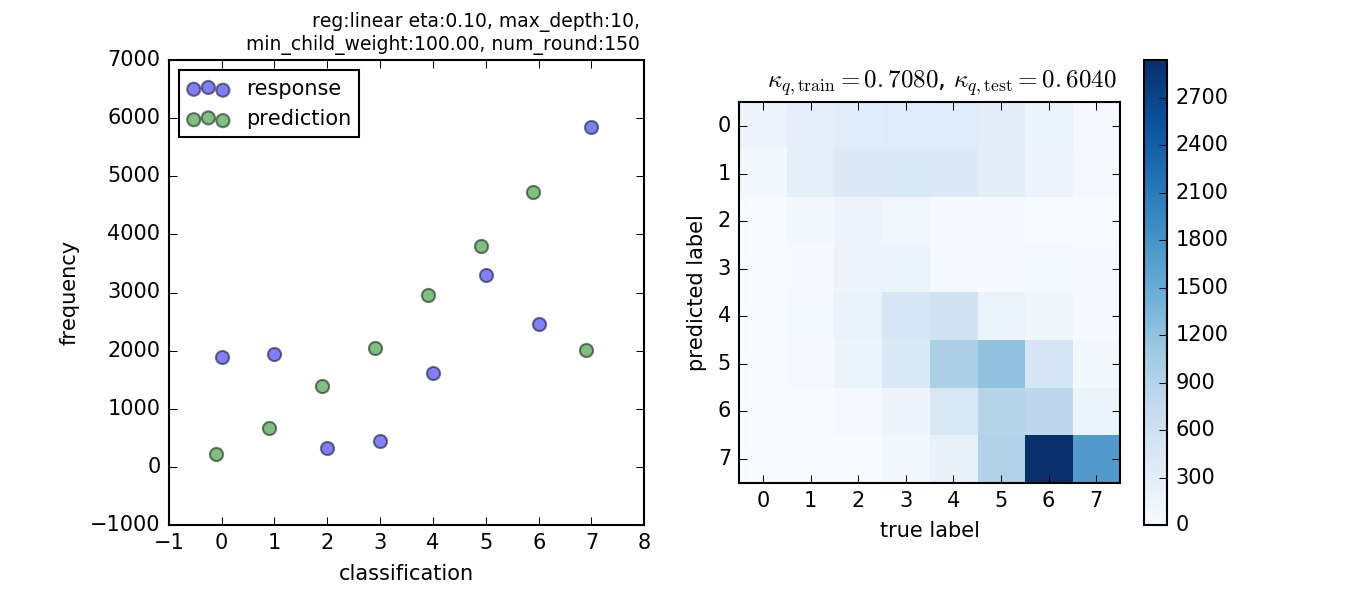 reg:linear eta:0.10, max_depth:10,
min_child_weight:100.00, num_round:150
7000
6000
5000
4000
3000
2000
1000
0
−1000
frequency
response
prediction
−1 0 1 2 3 4 5 6 7 8
classification
κq,train = 0.7080, κq,test = 0.6040
0
1
2
3
4
5
6
7
predicted label
0 1 2 3 4 5 6 7
true label
2700
2400
2100
1800
1500
1200
900
600
300
0